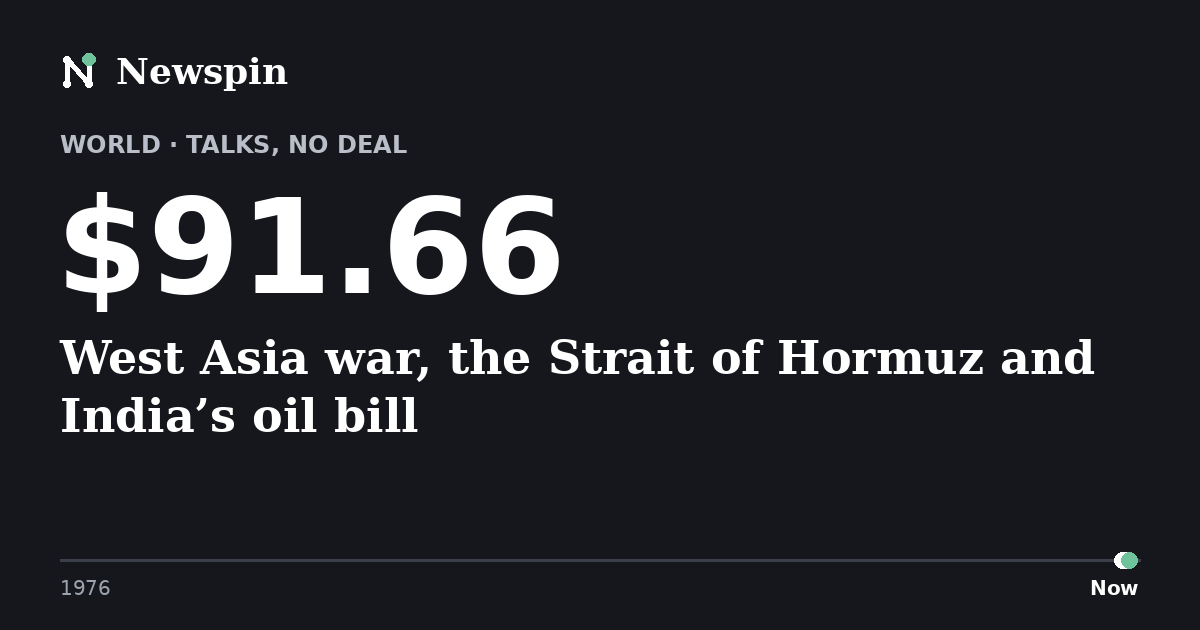 Newspin
WORLD · TALKS, NO DEAL
$91.66
West Asia war, the Strait of Hormuz and
India’s oil bill
1976
Now